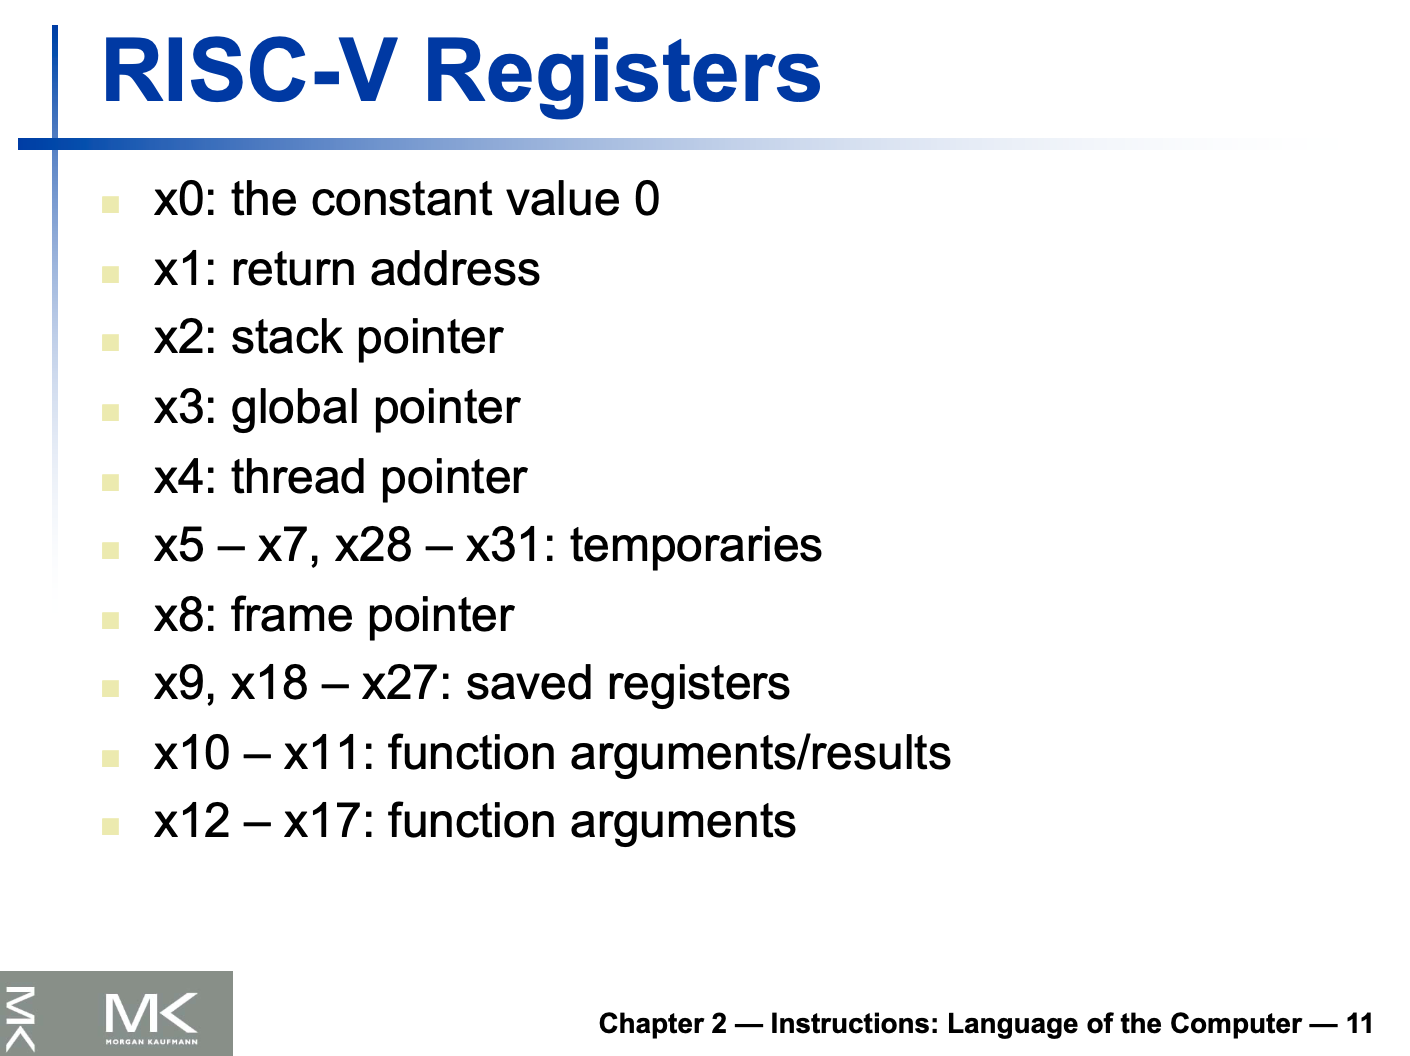 RISC-V Registers
x0: the constant value 0
x1: return address
x2: stack pointer
x3: global pointer
x4: thread pointer
x5 – x7, x28 – x31: temporaries
x8: frame pointer
x9, x18 – x27: saved registers
x10 – x11: function arguments/results
x12 – x17: function arguments
MK
MK
MORGAN KAUFMANN
Chapter 2 — Instructions: Language of the Computer — 11